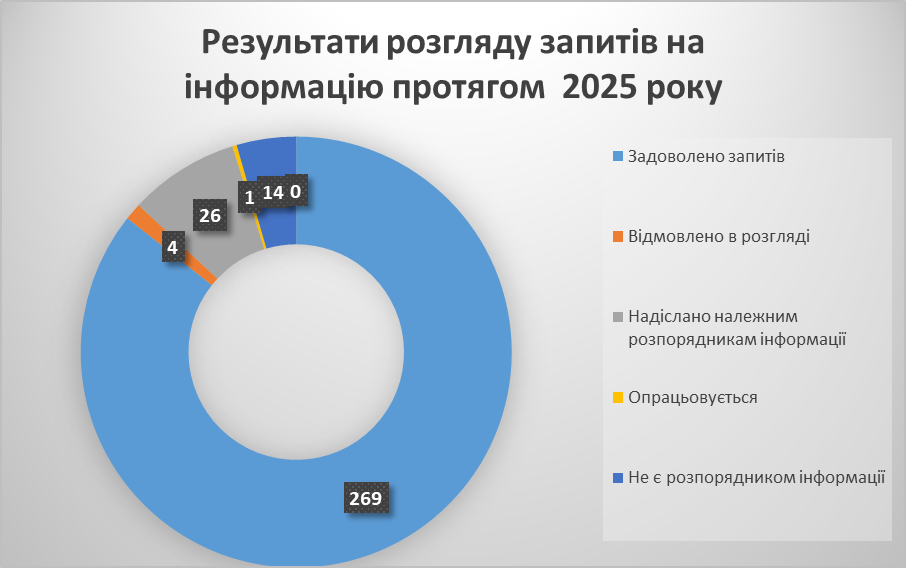 Результати розгляду запитів на
інформацію протягом 2025 року
1
14
0
26
4
269
Задоволено запитів
Відмовлено в розгляді
Надіслано належним
розпорядникам інформації
Опрацьовується
Не є розпорядником інформації